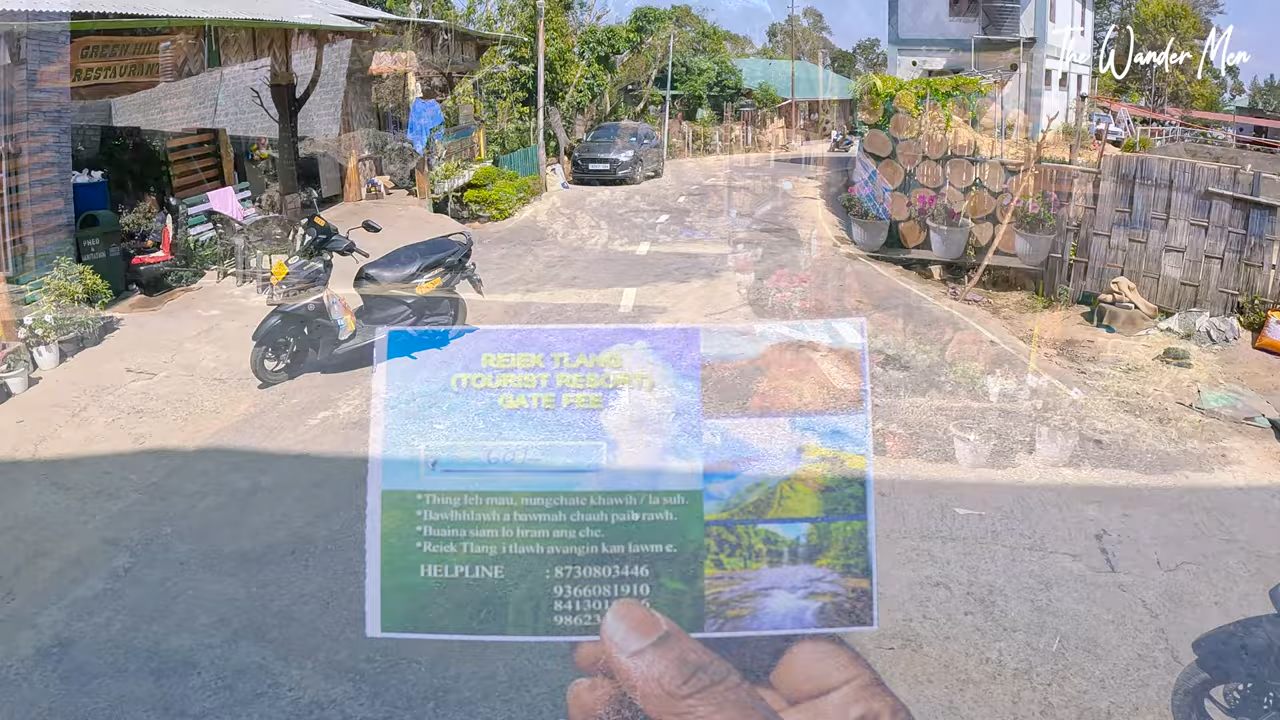 GREEN HILL
RESTAURANT
The Wander Men
REIEK TLANG
(TOURIST RESORT)
GATE FEE
*Thing leh mau, nungchate khawih / la suh.
*Bawlhhlawh a bawmah chauh paih rawh.
*Buaina siam lo hram ang che.
*Reiek Tlang i tlawh avangin kan lawm e.
HELPLINE : 8730803446
9366081910